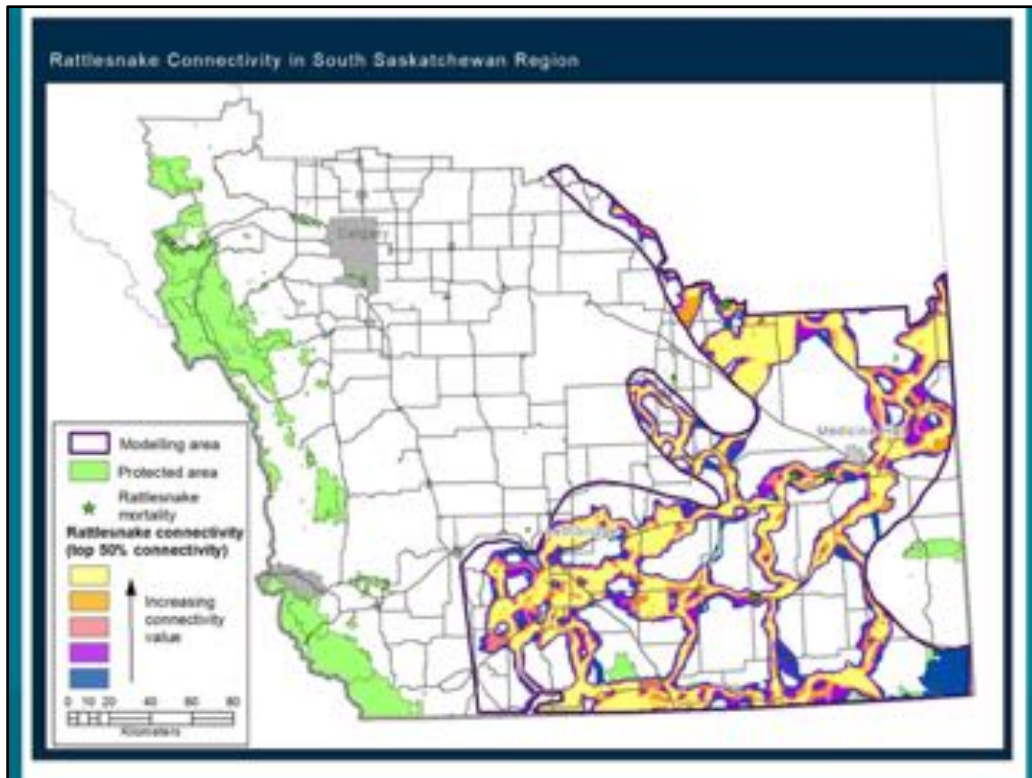 Rattlesnake Connectivity in South Saskatchewan Region
Calgary
Medicine
Modelling area
Protected area
Rattlesnake
mortality
Rattlesnake connectivity
(top 50% connectivity)
Increasing
connectivity
value
0 10 20 40 60 80
Kilometers